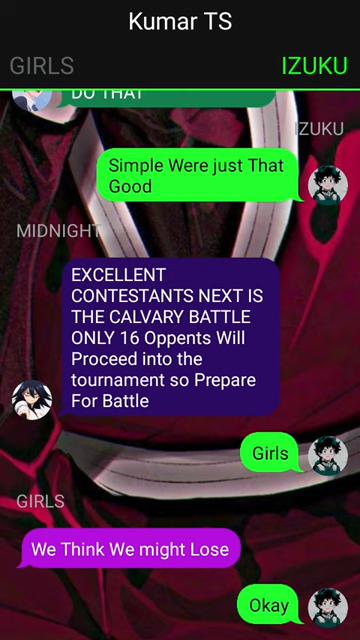 Kumar TS
GIRLS
IZUKU
DO THAT
IZUKU
Simple Were just That
Good
MIDNIGHT
EXCELLENT
CONTESTANTS NEXT IS
THE CALVARY BATTLE
ONLY 16 Oppents Will
Proceed into the
tournament so Prepare
For Battle
Girls
GIRLS
We Think We might Lose
Okay